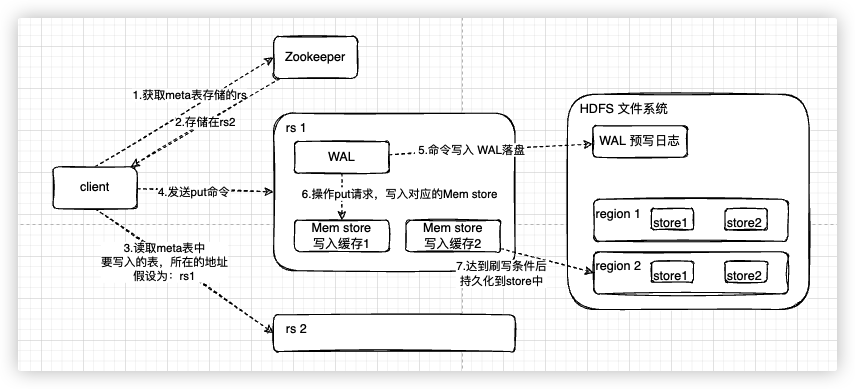 Zookeeper
1.获取meta表存储的rs
2.存储在rs2
client
4.发送put命令
3.读取meta表中
要写入的表，所在的地址
假设为：rs1
rs 1
WAL
5.命令写入 WAL落盘
6.操作put请求，写入对应的Mem store
Mem store
写入缓存1
Mem store
写入缓存2
7.达到刷写条件后
持久化到store中
rs 2
HDFS 文件系统
WAL 预写日志
region 1
store1
store2
region 2
store1
store2